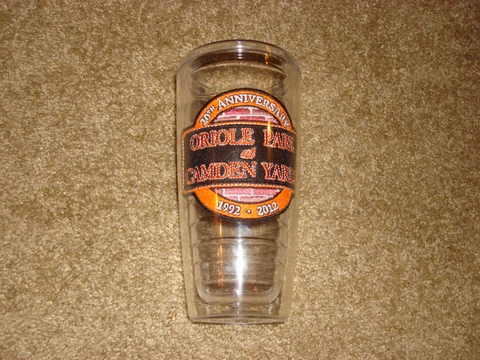 20TH ANNIVERSARY
ORIOLE PARK
at
CAMDEN YARDS
1992 • 2012